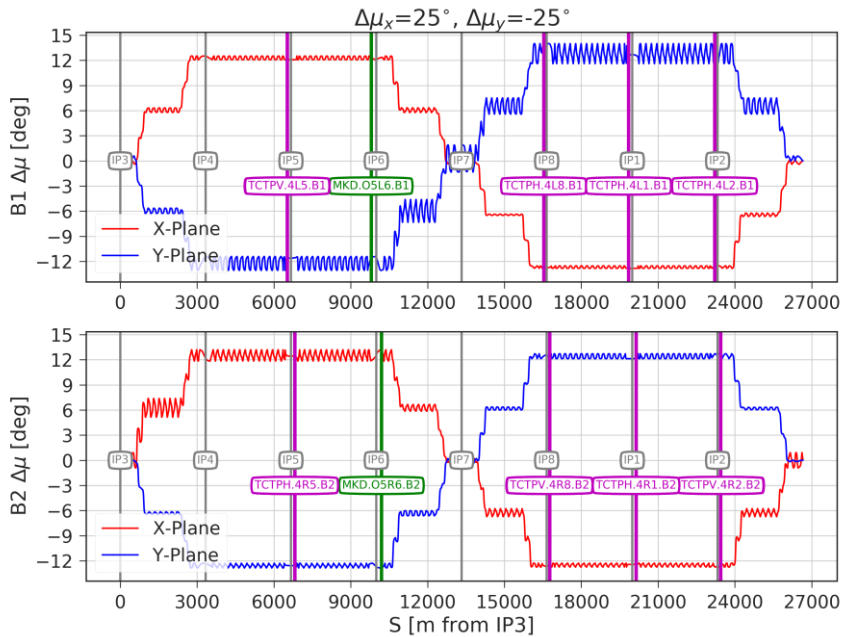 Δμₓ=25°, Δμᵧ=-25°
B1 Δμ [deg]
15
12
9
6
3
0
−3
−6
−9
−12
IP3
IP4
IP5
IP6
IP7
IP8
IP1
IP2
TCTPV.4L5.B1
MKD.O5L6.B1
TCTPH.4L8.B1
TCTPH.4L1.B1
TCTPH.4L2.B1
X-Plane
Y-Plane
0
3000
6000
9000
12000
15000
18000
21000
24000
27000
B2 Δμ [deg]
15
12
9
6
3
0
−3
−6
−9
−12
IP3
IP4
IP5
IP6
IP7
IP8
IP1
IP2
TCTPH.4R5.B2
MKD.O5R6.B2
TCTPV.4R8.B2
TCTPH.4R1.B2
TCTPV.4R2.B2
X-Plane
Y-Plane
0
3000
6000
9000
12000
15000
18000
21000
24000
27000
S [m from IP3]